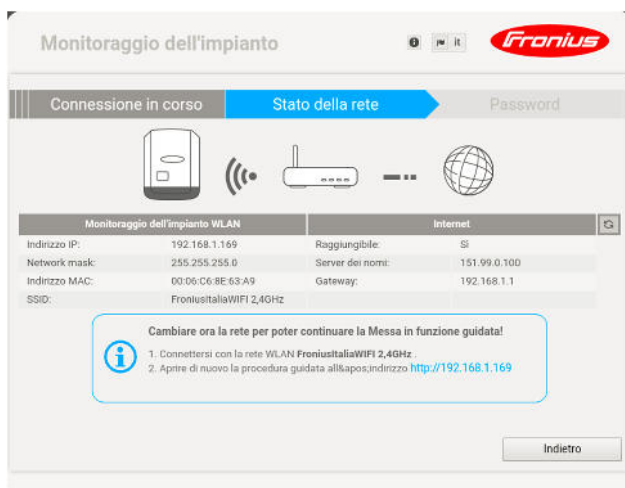 Monitoraggio dell'impianto
it
Fronius
Connessione in corso
Stato della rete
Password
Monitoraggio dell'impianto WLAN
Internet
Indirizzo IP: 192.168.1.169 Raggiungibile: Sì
Network mask: 255.255.255.0 Server dei nomi: 151.99.0.100
Indirizzo MAC: 00:06:C6:8E:63:A9 Gateway: 192.168.1.1
SSID: FroniusItaliaWIFI 2,4GHz
Cambiare ora la rete per poter continuare la Messa in funzione guidata!
1. Connettersi con la rete WLAN FroniusItaliaWIFI 2,4GHz .
2. Aprire di nuovo la procedura guidata all&apos;indirizzo http://192.168.1.169
Indietro